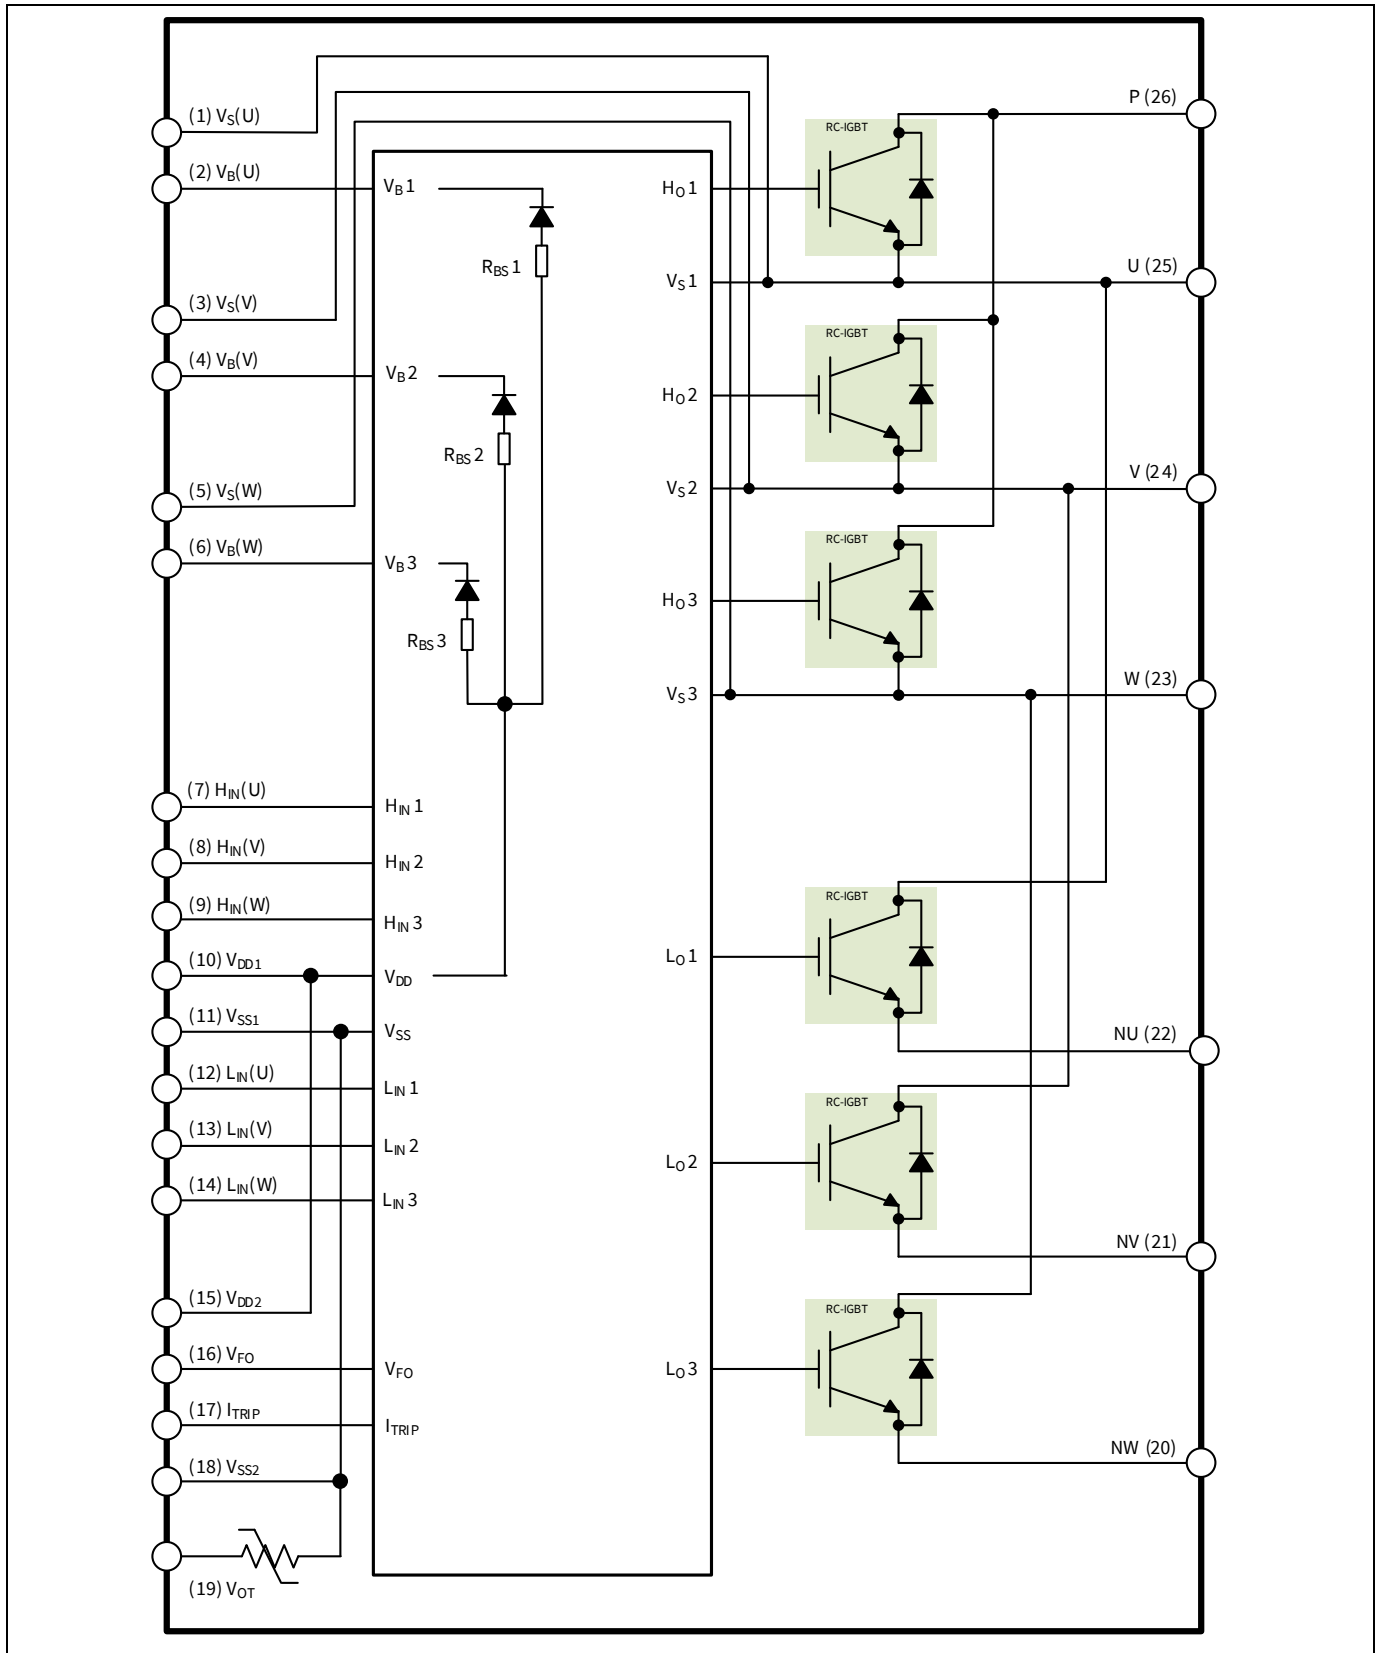 (1) VS(U)
(2) VB(U)
(3) VS(V)
(4) VB(V)
(5) VS(W)
(6) VB(W)
(7) HIN(U)
(8) HIN(V)
(9) HIN(W)
(10) VDD1
(11) VSS1
(12) LIN(U)
(13) LIN(V)
(14) LIN(W)
(15) VDD2
(16) VFO
(17) ITRIP
(18) VSS2
(19) VOT
VB1
RBS1
VB2
RBS2
VB3
RBS3
HIN1
HIN2
HIN3
VDD
VSS
LIN1
LIN2
LIN3
VFO
ITRIP
HO1
VS1
HO2
VS2
HO3
VS3
LO1
LO2
LO3
RC-IGBT
RC-IGBT
RC-IGBT
RC-IGBT
RC-IGBT
RC-IGBT
P (26)
U (25)
V (24)
W (23)
NU (22)
NV (21)
NW (20)